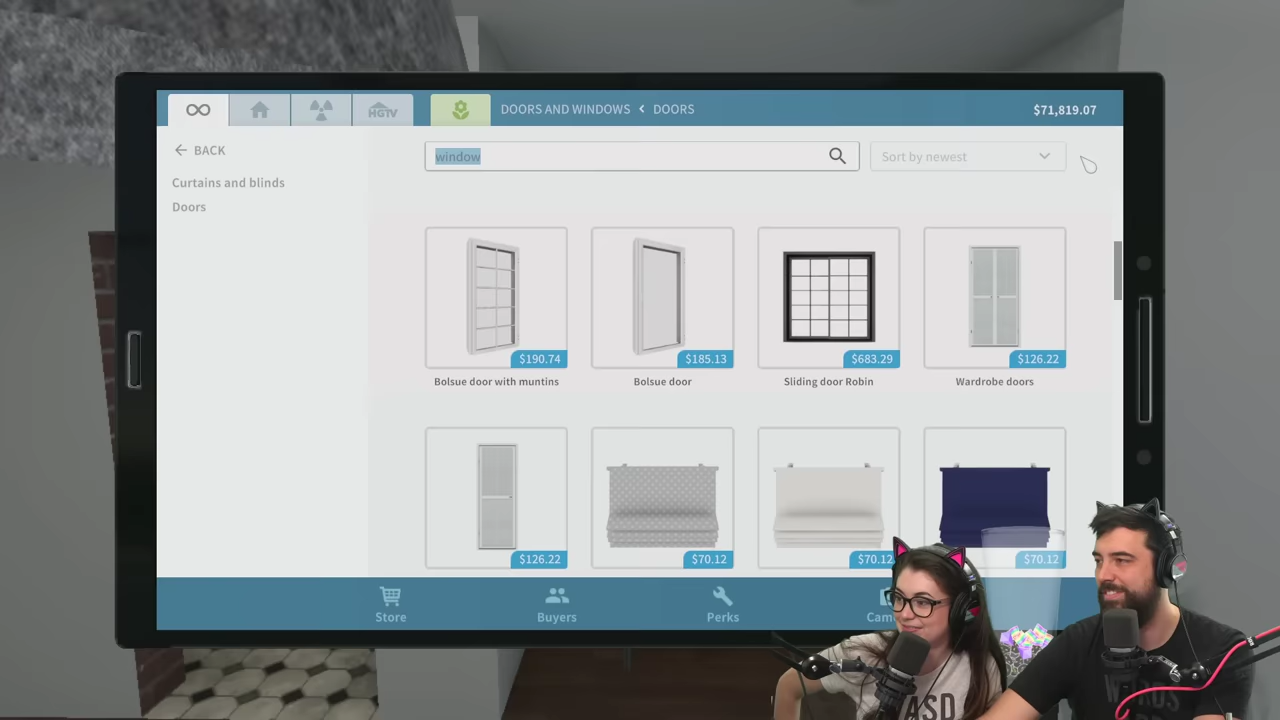 HGTV
DOORS AND WINDOWS < DOORS
$71,819.07
BACK
window
Sort by newest
Curtains and blinds
Doors
$190.74
$185.13
$683.29
$126.22
Bolsue door with muntins
Bolsue door
Sliding door Robin
Wardrobe doors
$126.22
$70.12
$70.12
$70.12
Store
Buyers
Perks
ASD